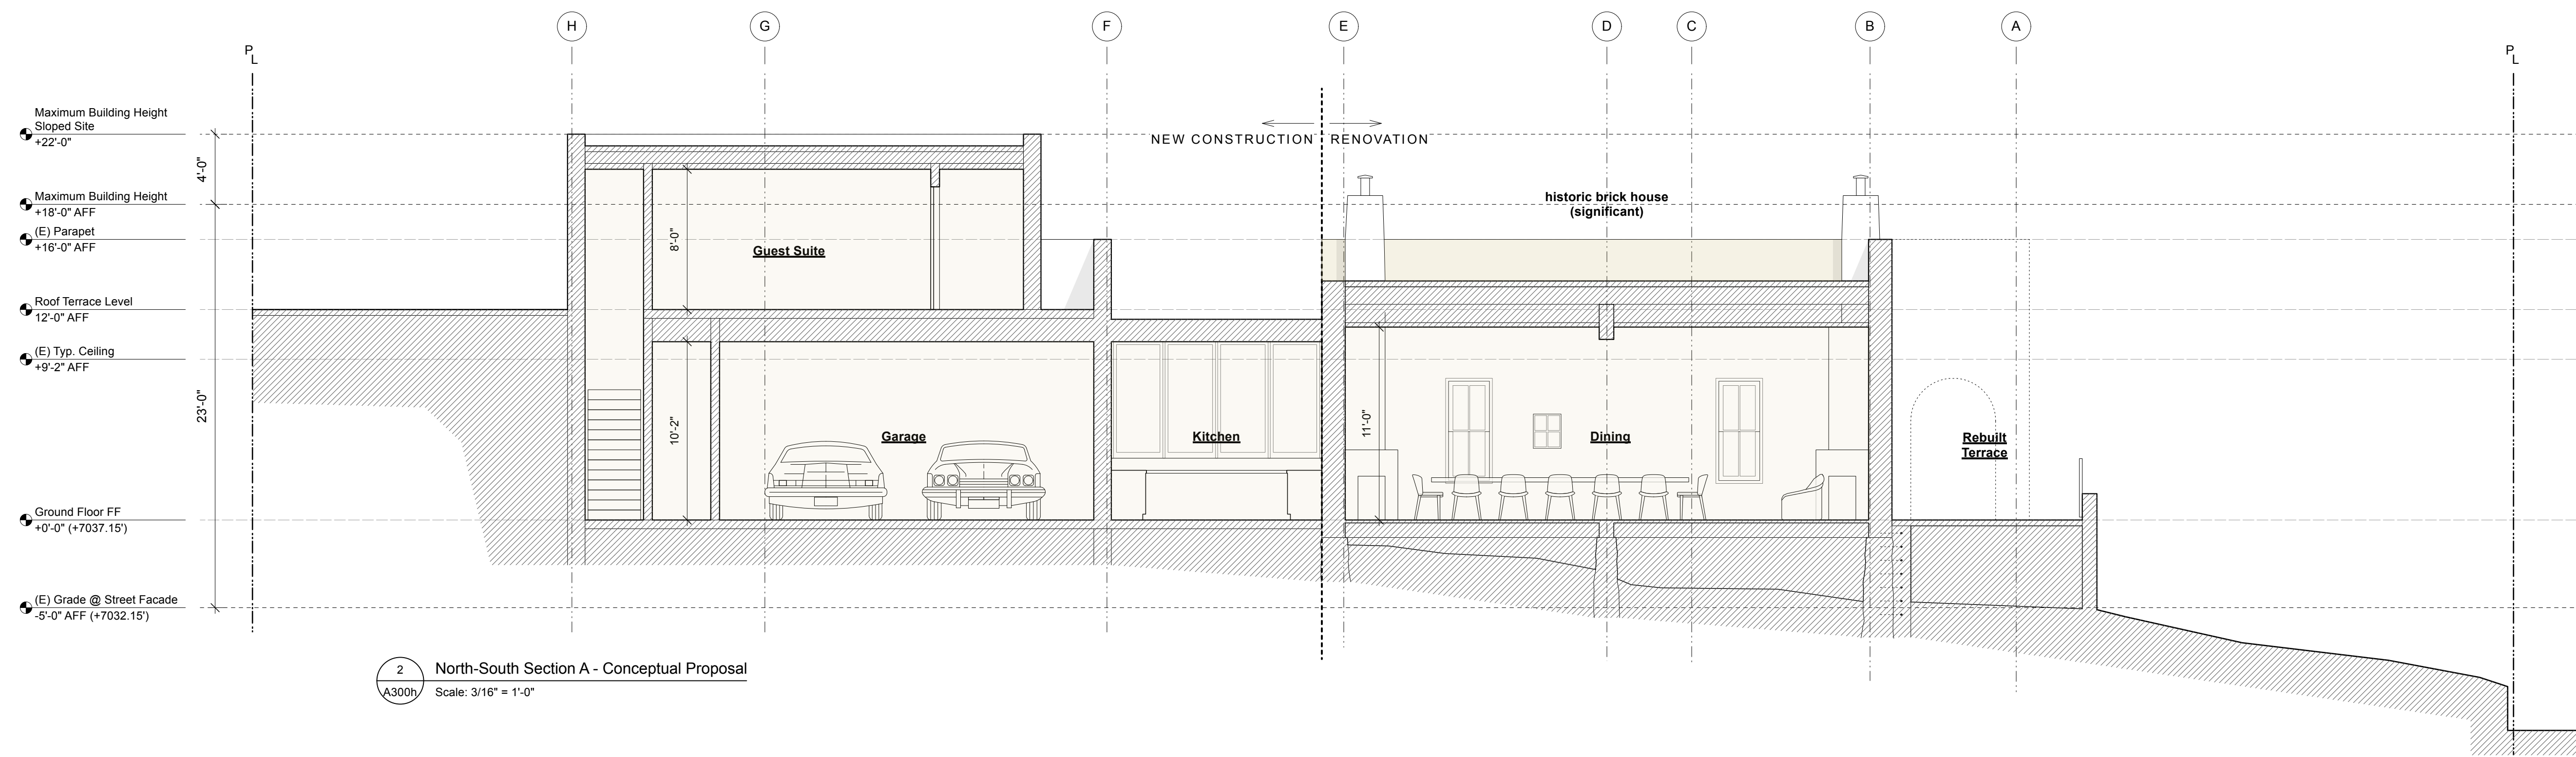 H
G
F
E
D
C
B
A
PL
PL
Maximum Building Height
Sloped Site
+22'-0"
4'-0"
NEW CONSTRUCTION
RENOVATION
Maximum Building Height
+18'-0" AFF
historic brick house
(significant)
(E) Parapet
+16'-0" AFF
8'-0"
Guest Suite
Roof Terrace Level
12'-0" AFF
(E) Typ. Ceiling
+9'-2" AFF
23'-0"
10'-2"
Garage
Kitchen
11'-0"
Dining
Rebuilt
Terrace
Ground Floor FF
+0'-0" (+7037.15')
(E) Grade @ Street Facade
-5'-0" AFF (+7032.15')
2
A300h
North-South Section A - Conceptual Proposal
Scale: 3/16" = 1'-0"